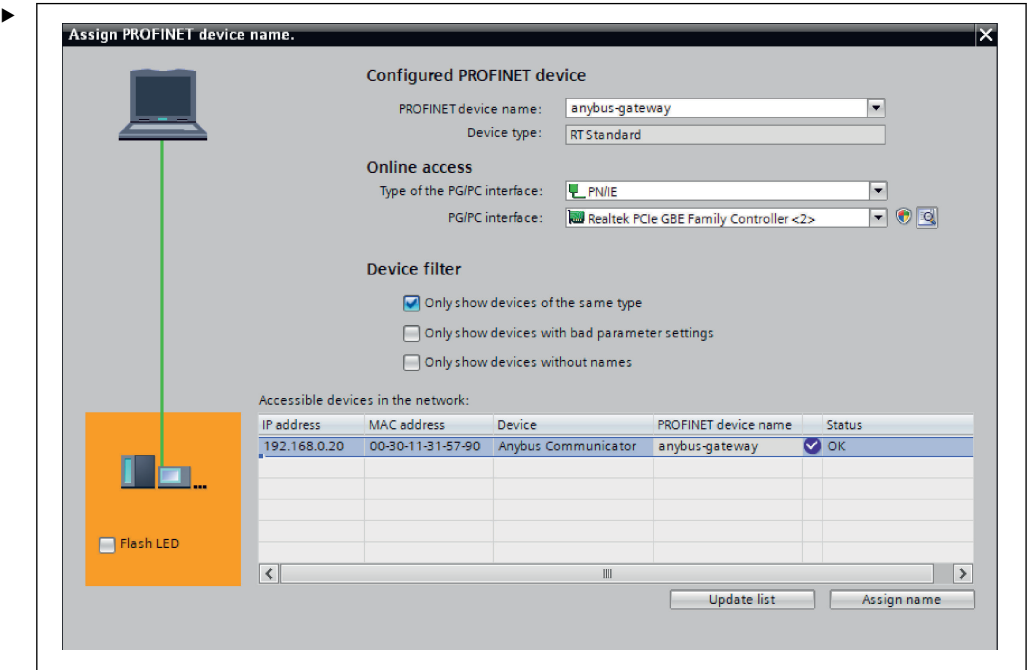 Assign PROFINET device name.
Configured PROFINET device
PROFINET device name: anybus-gateway
Device type: RT Standard
Online access
Type of the PG/PC interface: PN/IE
PG/PC interface: Realtek PCIe GBE Family Controller <2>
Device filter
Only show devices of the same type
Only show devices with bad parameter settings
Only show devices without names
Accessible devices in the network:
IP address MAC address Device PROFINET device name Status
192.168.0.20 00-30-11-31-57-90 Anybus Communicator anybus-gateway OK
Flash LED
Update list Assign name